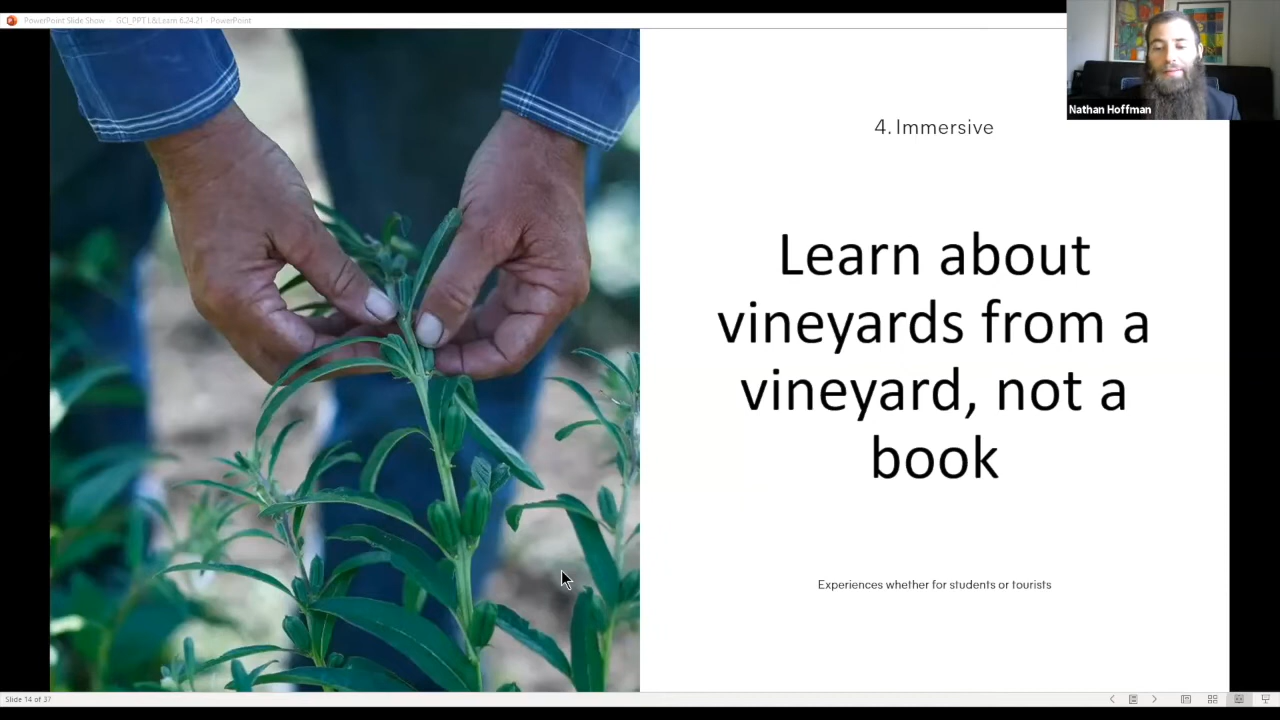 PowerPoint Slide Show - GCI_PPT L&Learn 6.24.21 - PowerPoint
Nathan Hoffman
4. Immersive
Learn about
vineyards from a
vineyard, not a
book
Experiences whether for students or tourists
Slide 14 of 37